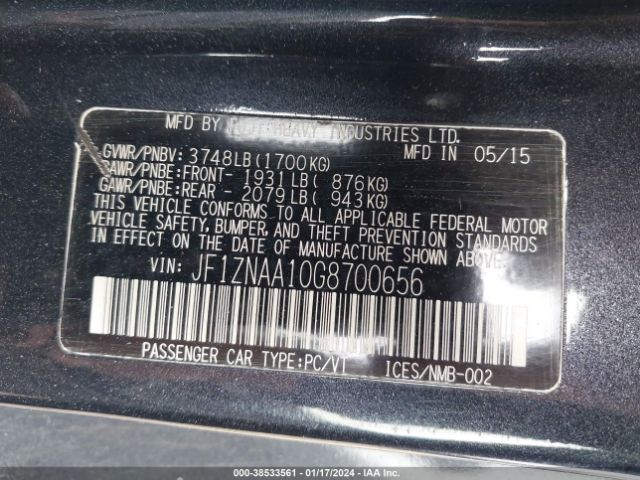 MFD BY FUJI HEAVY INDUSTRIES LTD.
GVWR/PNBV: 3748LB(1700KG) MFD IN 05/15
GAWR/PNBE:FRONT- 1931LB( 876KG)
GAWR/PNBE:REAR - 2079LB( 943KG)
THIS VEHICLE CONFORMS TO ALL APPLICABLE FEDERAL MOTOR
VEHICLE SAFETY, BUMPER, AND THEFT PREVENTION STANDARDS
IN EFFECT ON THE DATE OF MANUFACTURE SHOWN ABOVE.
VIN: JF1ZNAA10G8700656
PASSENGER CAR TYPE:PC/VT ICES/NMB-002
000-38533561 - 01/17/2024 - IAA Inc.